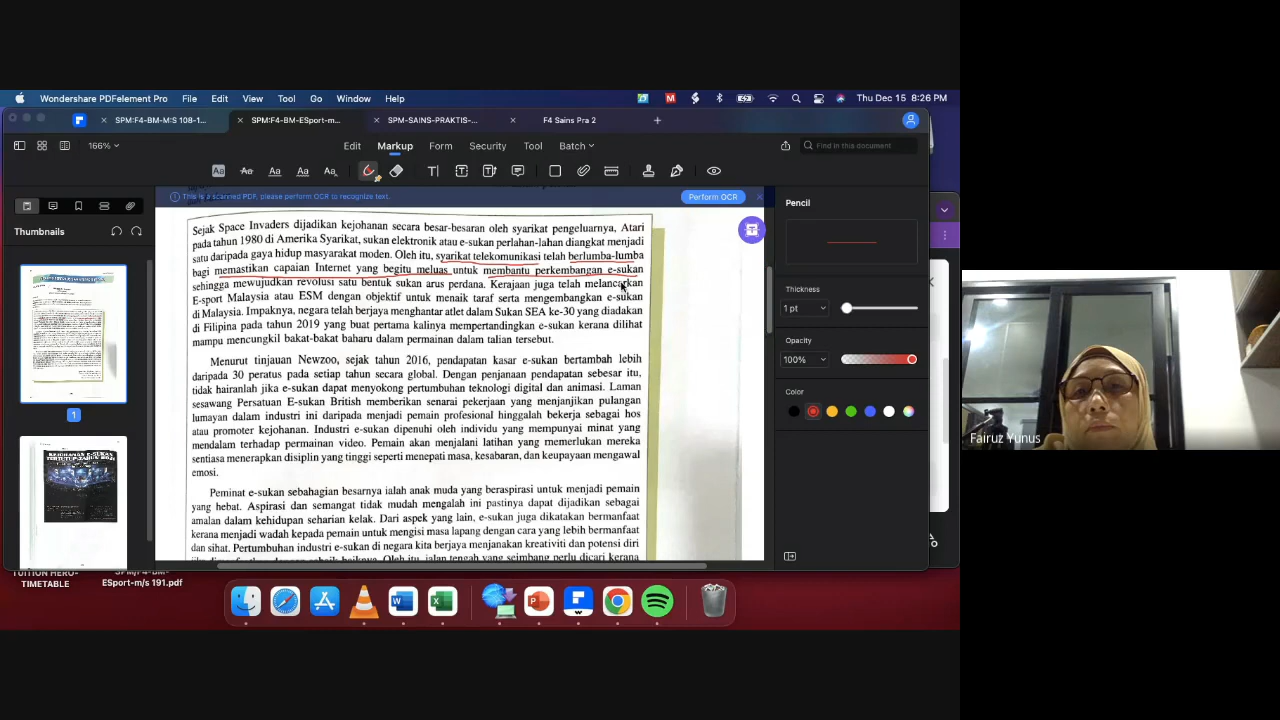 Wondershare PDFelement Pro File Edit View Tool Go Window Help
Thu Dec 15 8:26 PM
SPM:F4-BM-M:S 108-1...
SPM:F4-BM-ESport-m...
SPM-SAINS-PRAKTIS-...
F4 Sains Pra 2
166%
Edit Markup Form Security Tool Batch
Find in this document
This is a scanned PDF, please perform OCR to recognize text.
Perform OCR
Thumbnails
1
Sejak Space Invaders dijadikan kejohanan secara besar-besaran oleh syarikat pengeluarnya, Atari
pada tahun 1980 di Amerika Syarikat, sukan elektronik atau e-sukan perlahan-lahan diangkat menjadi
satu daripada gaya hidup masyarakat moden. Oleh itu, syarikat telekomunikasi telah berlumba-lumba
bagi memastikan capaian Internet yang begitu meluas untuk membantu perkembangan e-sukan
sehingga mewujudkan revolusi satu bentuk sukan arus perdana. Kerajaan juga telah melancarkan
E-sport Malaysia atau ESM dengan objektif untuk menaik taraf serta mengembangkan e-sukan
di Malaysia. Impaknya, negara telah berjaya menghantar atlet dalam Sukan SEA ke-30 yang diadakan
di Filipina pada tahun 2019 yang buat pertama kalinya mempertandingkan e-sukan kerana dilihat
mampu mencungkil bakat-bakat baharu dalam permainan dalam talian tersebut.
Menurut tinjauan Newzoo, sejak tahun 2016, pendapatan kasar e-sukan bertambah lebih
daripada 30 peratus pada setiap tahun secara global. Dengan penjanaan pendapatan sebesar itu,
tidak hairanlah jika e-sukan dapat menyokong pertumbuhan teknologi digital dan animasi. Laman
sesawang Persatuan E-sukan British memberikan senarai pekerjaan yang menjanjikan pulangan
lumayan dalam industri ini daripada menjadi pemain profesional hinggalah bekerja sebagai hos
atau promoter kejohanan. Industri e-sukan dipenuhi oleh individu yang mempunyai minat yang
mendalam terhadap permainan video. Pemain akan menjalani latihan yang memerlukan mereka
sentiasa menerapkan disiplin yang tinggi seperti menepati masa, kesabaran, dan keupayaan mengawal
emosi.
Peminat e-sukan sebahagian besarnya ialah anak muda yang beraspirasi untuk menjadi pemain
yang hebat. Aspirasi dan semangat tidak mudah mengalah ini pastinya dapat dijadikan sebagai
amalan dalam kehidupan seharian kelak. Dari aspek yang lain, e-sukan juga dikatakan bermanfaat
kerana menjadi wadah kepada pemain untuk mengisi masa lapang dengan cara yang lebih bermanfaat
dan sihat. Pertumbuhan industri e-sukan di negara kita berjaya menjanakan kreativiti dan potensi diri
Oleh itu, jalan tengah yang seimbang perlu dicari kerana
Pencil
Thickness
1 pt
Opacity
100%
Color
KEJOHANAN E-SUKAN
TERTUTUP TAHUN 2021
TUITION HERO-
TIMETABLE
SPM/F4-BM-
ESport-m/s 191.pdf
Fairuz Yunus